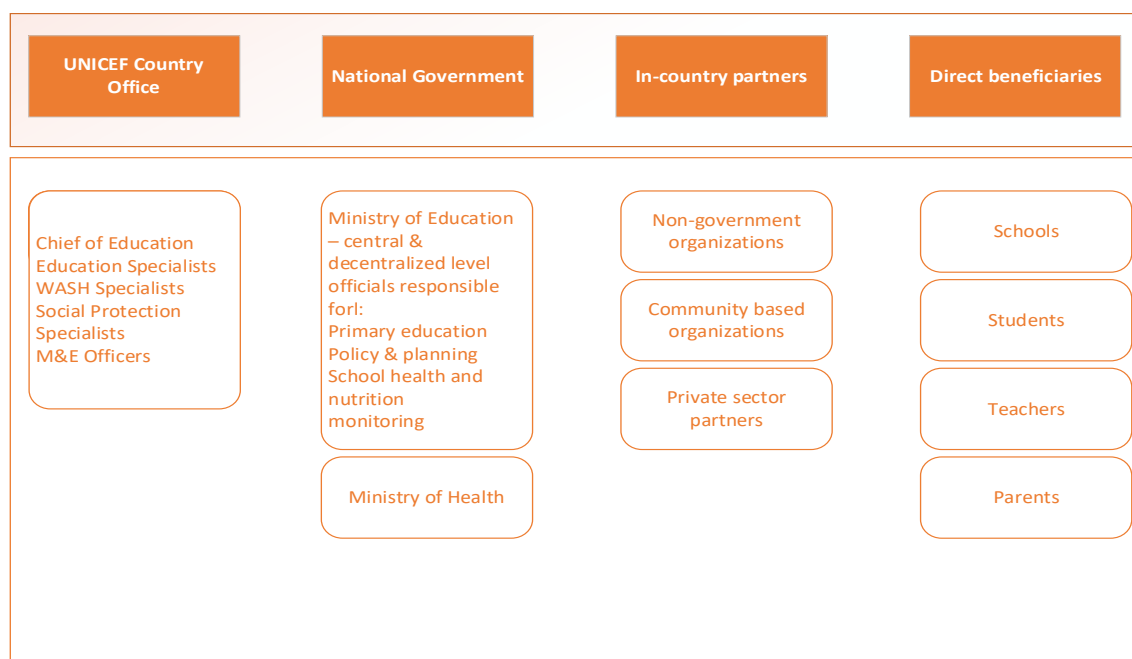 UNICEF Country
Office
National Government
In-country partners
Direct beneficiaries
Chief of Education
Education Specialists
WASH Specialists
Social Protection
Specialists
M&E Officers
Ministry of Education
– central &
decentralized level
officials responsible
forl:
Primary education
Policy & planning
School health and
nutrition
monitoring
Ministry of Health
Non-government
organizations
Community based
organizations
Private sector
partners
Schools
Students
Teachers
Parents